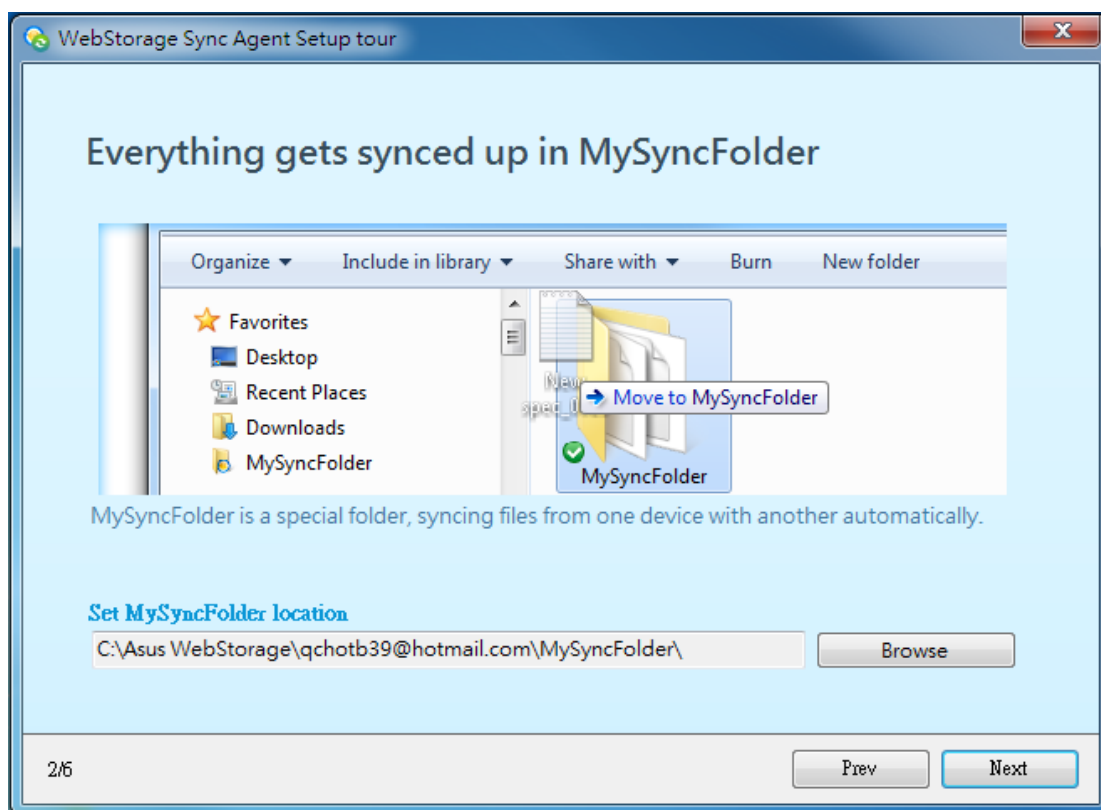 WebStorage Sync Agent Setup tour
Everything gets synced up in MySyncFolder
Organize Include in library Share with Burn New folder
Favorites
Desktop
Recent Places
Downloads
MySyncFolder
New
spec_0
Move to MySyncFolder
MySyncFolder
MySyncFolder is a special folder, syncing files from one device with another automatically.
Set MySyncFolder location
C:\Asus WebStorage\qchotb39@hotmail.com\MySyncFolder\
Browse
2/6
Prev
Next